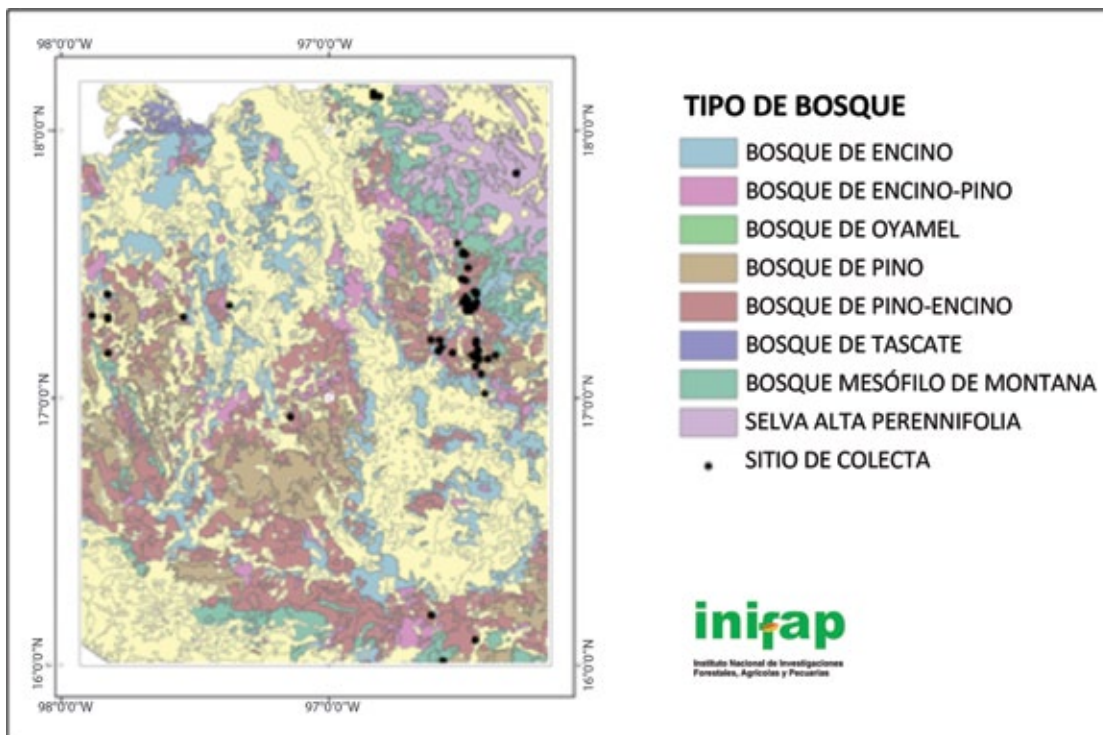 98°0'0"W 97°0'0"W
18°0'0"N 18°0'0"N
17°0'0"N 17°0'0"N
16°0'0"N 16°0'0"N
98°0'0"W 97°0'0"W
TIPO DE BOSQUE
BOSQUE DE ENCINO
BOSQUE DE ENCINO-PINO
BOSQUE DE OYAMEL
BOSQUE DE PINO
BOSQUE DE PINO-ENCINO
BOSQUE DE TASCATE
BOSQUE MESÓFILO DE MONTANA
SELVA ALTA PERENNIFOLIA
SITIO DE COLECTA
inifap
Instituto Nacional de Investigaciones
Forestales, Agrícolas y Pecuarias